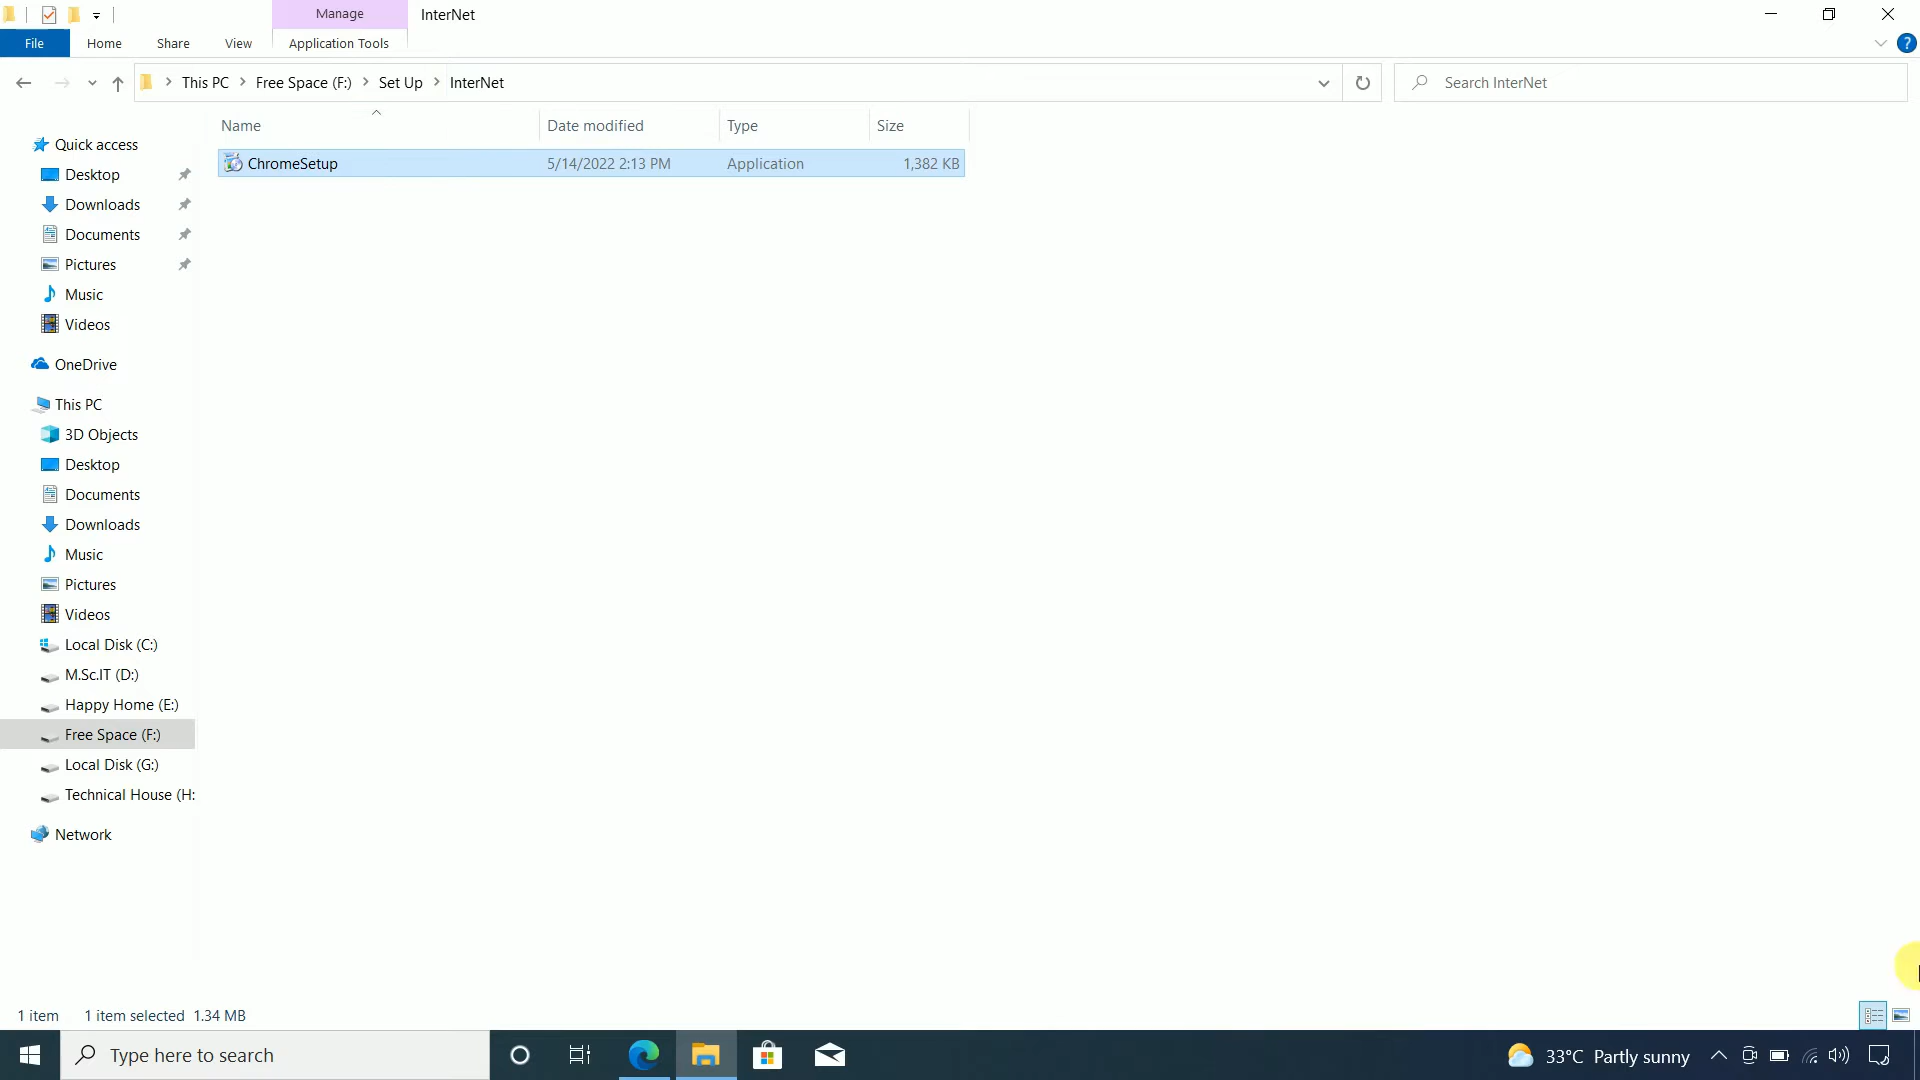 Manage
InterNet
File
Home
Share
View
Application Tools
?
This PC
Free Space (F:)
Set Up
InterNet
Search InterNet
Name
Date modified
Type
Size
ChromeSetup
5/14/2022 2:13 PM
Application
1,382 KB
Quick access
Desktop
Downloads
Documents
Pictures
Music
Videos
OneDrive
This PC
3D Objects
Desktop
Documents
Downloads
Music
Pictures
Videos
Local Disk (C:)
M.Sc.IT (D:)
Happy Home (E:)
Free Space (F:)
Local Disk (G:)
Technical House (H:
Network
1 item
1 item selected 1.34 MB
Type here to search
33°C Partly sunny